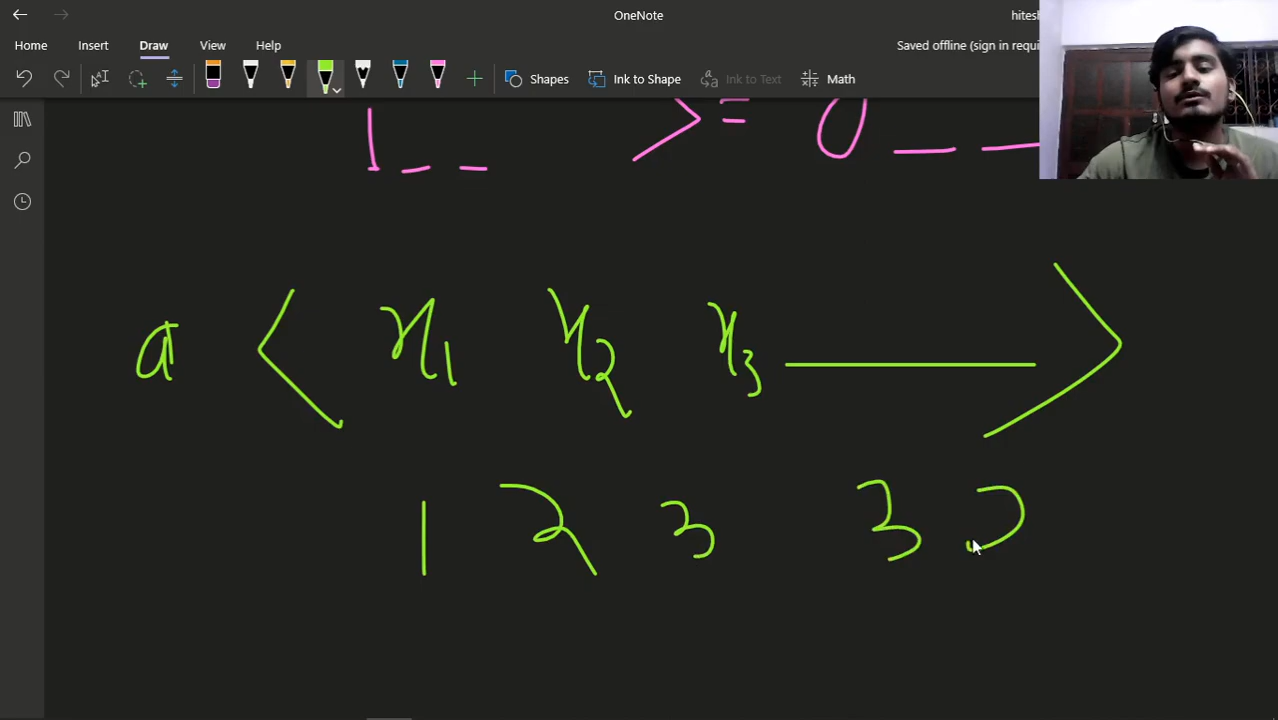 OneNote
hitesh
Home Insert Draw View Help
Saved offline (sign in requi
Shapes Ink to Shape Ink to Text Math
1 _ _ >= 0 _ _
a < x1 x2 x3 ——— >
1 2 3 3 2